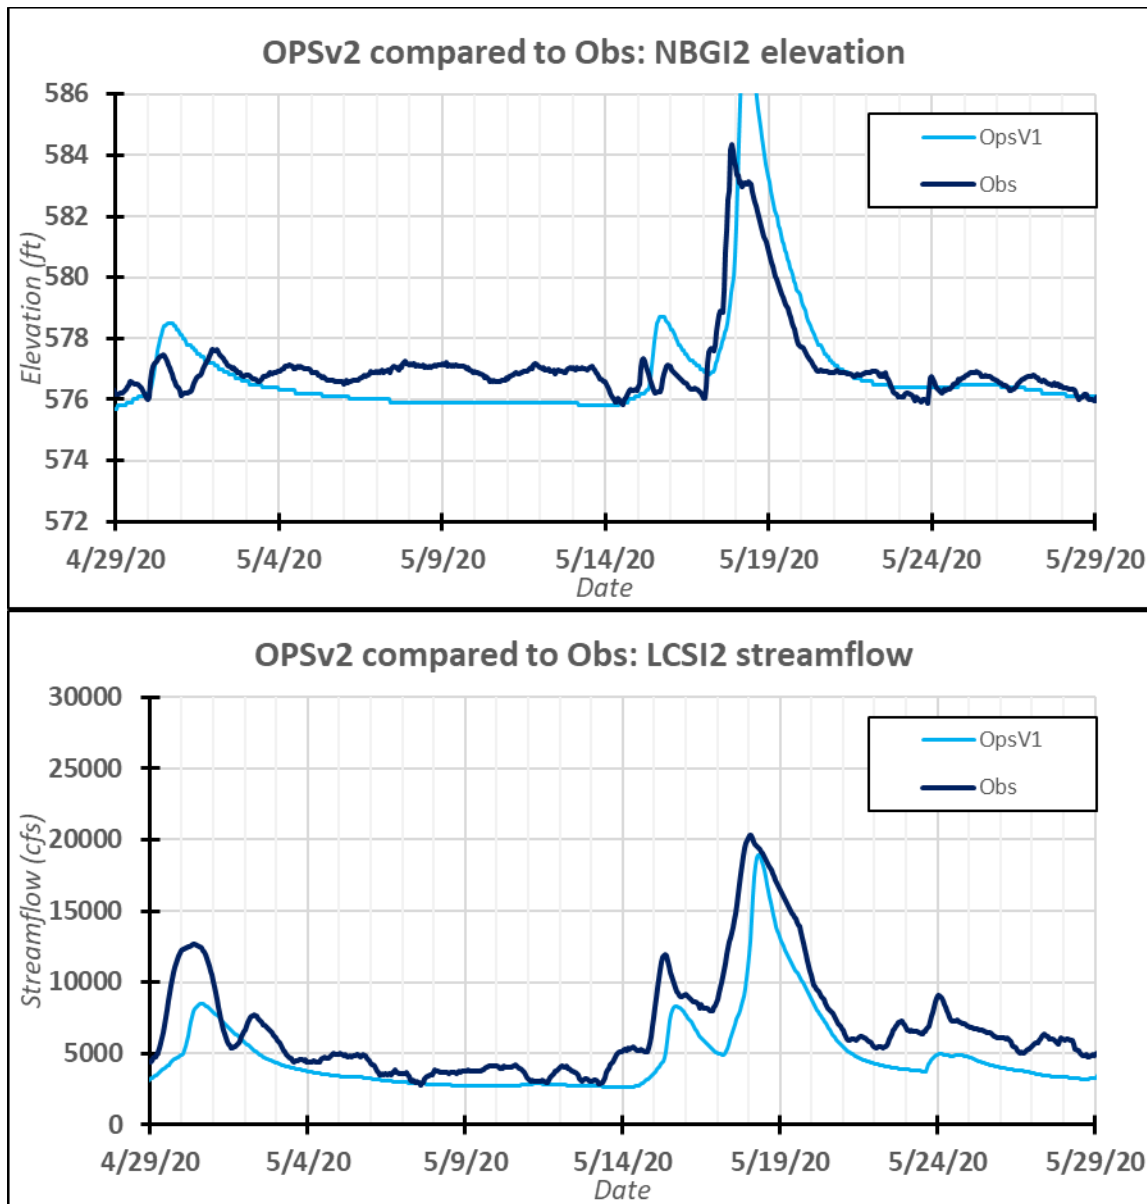 OPSv2 compared to Obs: NBGI2 elevation
586
584
582
580
578
576
574
572
Elevation (ft)
OpsV1
Obs
4/29/20 5/4/20 5/9/20 5/14/20 5/19/20 5/24/20 5/29/20
Date
OPSv2 compared to Obs: LCSI2 streamflow
30000
25000
20000
15000
10000
5000
0
Streamflow (cfs)
OpsV1
Obs
4/29/20 5/4/20 5/9/20 5/14/20 5/19/20 5/24/20 5/29/20
Date